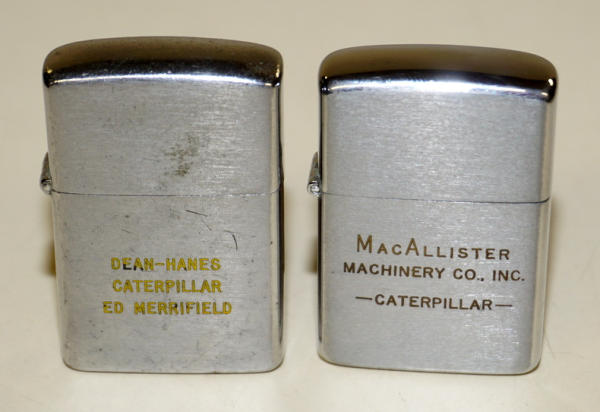 DEAN-HANES
CATERPILLAR
ED MERRIFIELD
MACALLISTER
MACHINERY CO., INC.
—CATERPILLAR—